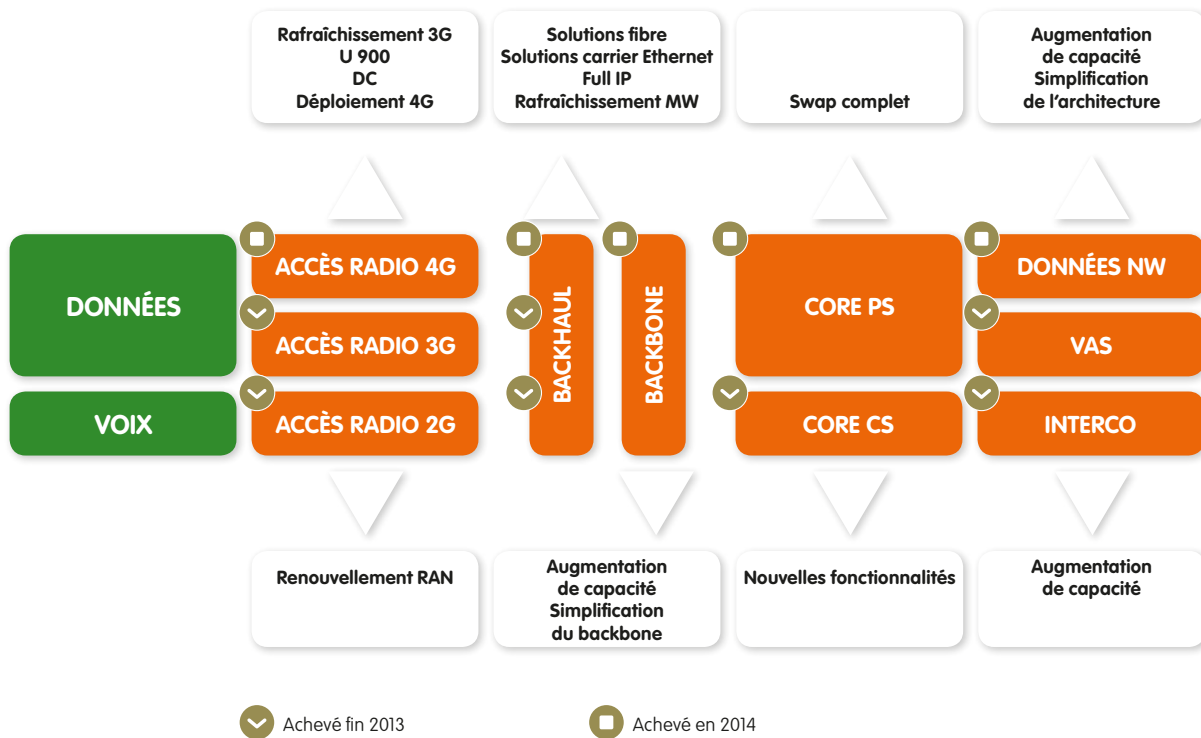 Rafraîchissement 3G
U 900
DC
Déploiement 4G
Solutions fibre
Solutions carrier Ethernet
Full IP
Rafraîchissement MW
Swap complet
Augmentation
de capacité
Simplification
de l'architecture
DONNÉES
VOIX
ACCÈS RADIO 4G
ACCÈS RADIO 3G
ACCÈS RADIO 2G
BACKHAUL
BACKBONE
CORE PS
CORE CS
DONNÉES NW
VAS
INTERCO
Renouvellement RAN
Augmentation
de capacité
Simplification
du backbone
Nouvelles fonctionnalités
Augmentation
de capacité
Achevé fin 2013
Achevé en 2014